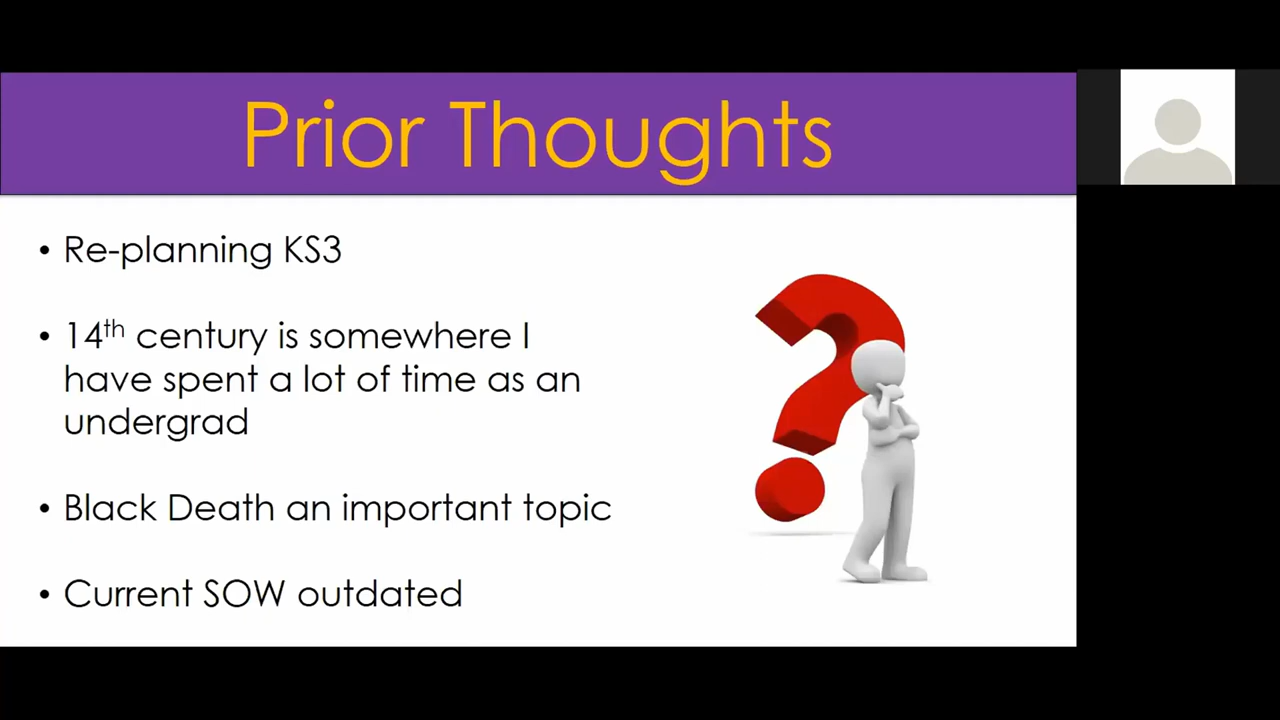 Prior Thoughts
• Re-planning KS3
• 14th century is somewhere I
have spent a lot of time as an
undergrad
• Black Death an important topic
• Current SOW outdated